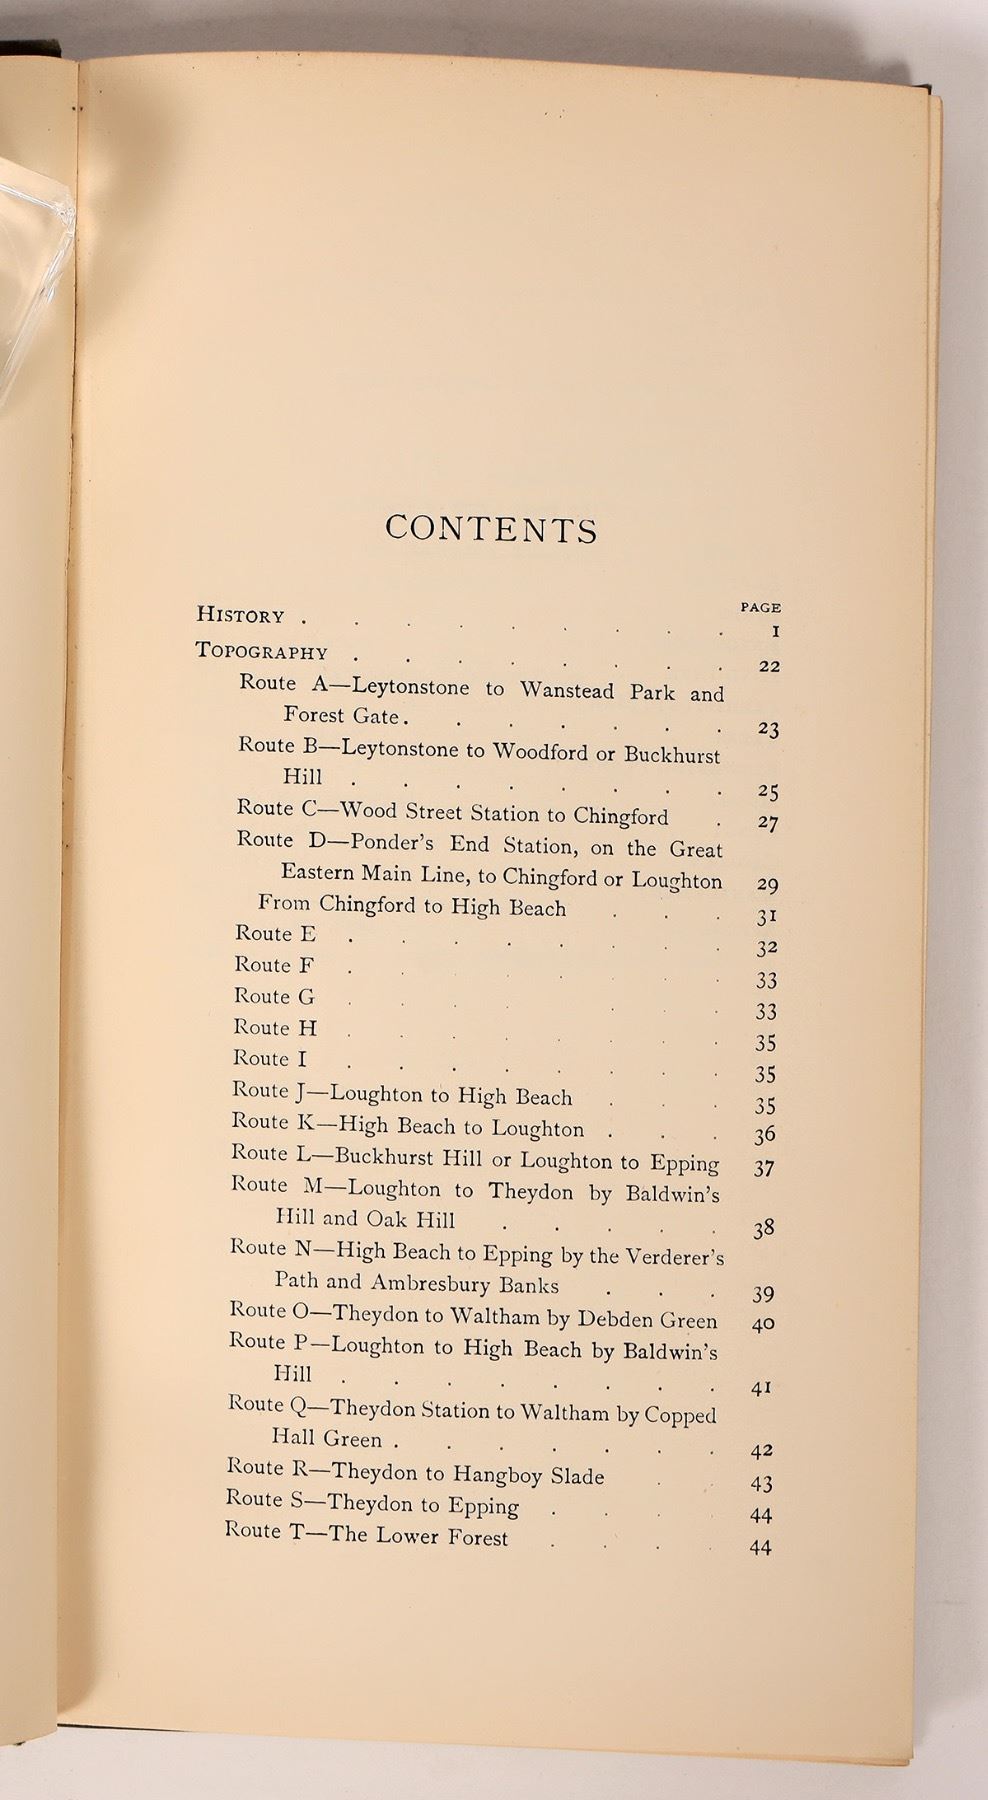 CONTENTS
PAGE
HISTORY . . . . . . . . . 1
TOPOGRAPHY . . . . . . . . 22
Route A—Leytonstone to Wanstead Park and
Forest Gate . . . . . . . 23
Route B—Leytonstone to Woodford or Buckhurst
Hill . . . . . . . . 25
Route C—Wood Street Station to Chingford . 27
Route D—Ponder's End Station, on the Great
Eastern Main Line, to Chingford or Loughton 29
From Chingford to High Beach . . . 31
Route E . . . . . . . . 32
Route F . . . . . . . . 33
Route G . . . . . . . . 33
Route H . . . . . . . . 35
Route I . . . . . . . . 35
Route J—Loughton to High Beach . . . 35
Route K—High Beach to Loughton . . . 36
Route L—Buckhurst Hill or Loughton to Epping 37
Route M—Loughton to Theydon by Baldwin's
Hill and Oak Hill . . . . . 38
Route N—High Beach to Epping by the Verderer's
Path and Ambresbury Banks . . . 39
Route O—Theydon to Waltham by Debden Green 40
Route P—Loughton to High Beach by Baldwin's
Hill . . . . . . . . 41
Route Q—Theydon Station to Waltham by Copped
Hall Green . . . . . . . 42
Route R—Theydon to Hangboy Slade . . 43
Route S—Theydon to Epping . . . . 44
Route T—The Lower Forest . . . . 44